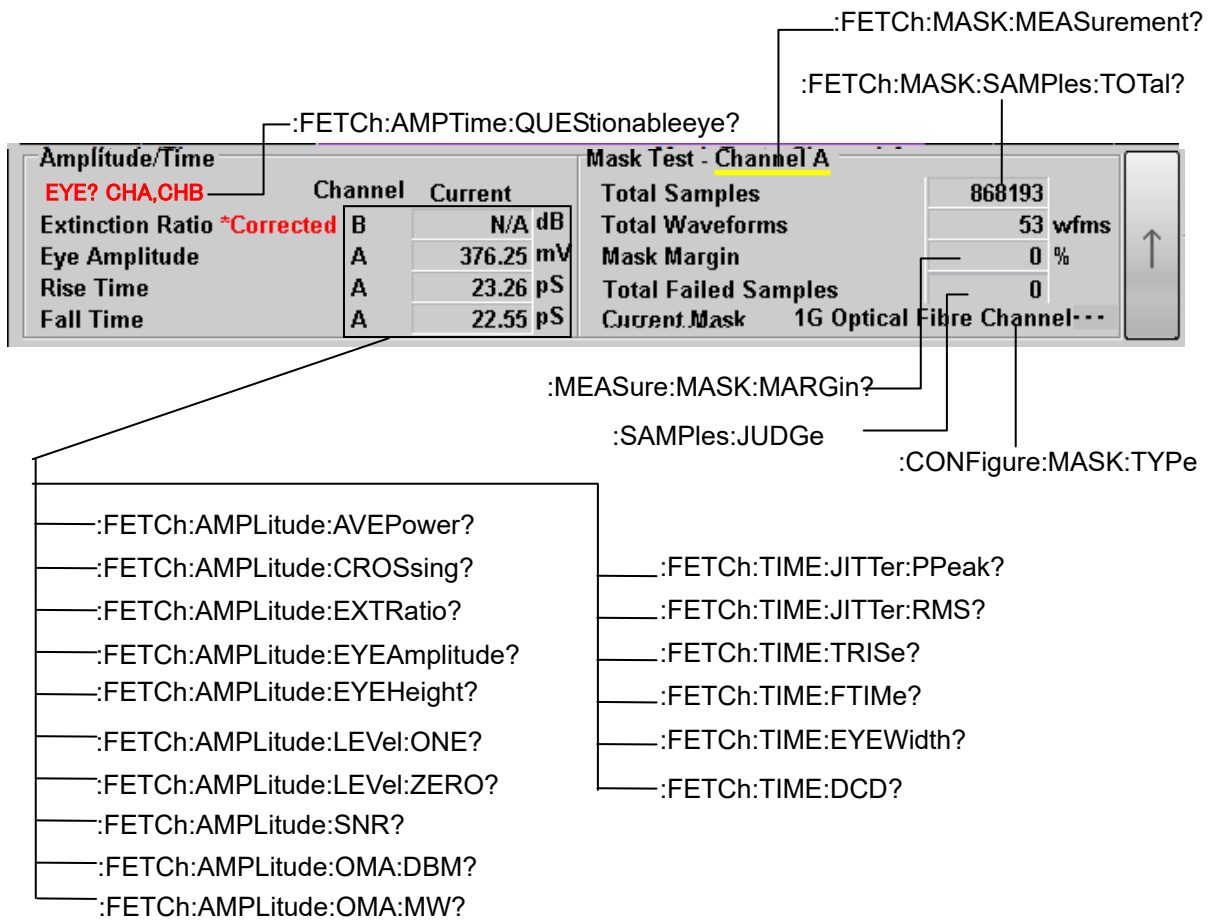 :FETCh:MASK:MEASurement?
:FETCh:MASK:SAMPles:TOTal?
:FETCh:AMPTime:QUEStionableeye?
Amplitude/Time
EYE? CHA,CHB Channel Current
Extinction Ratio *Corrected B N/A dB
Eye Amplitude A 376.25 mV
Rise Time A 23.26 pS
Fall Time A 22.55 pS
Mask Test - Channel A
Total Samples 868193
Total Waveforms 53 wfms
Mask Margin 0 %
Total Failed Samples 0
Current Mask 1G Optical Fibre Channel---
↑
:MEASure:MASK:MARGin?
:SAMPles:JUDGe
:CONFigure:MASK:TYPe
:FETCh:AMPLitude:AVEPower?
:FETCh:AMPLitude:CROSsing?
:FETCh:AMPLitude:EXTRatio?
:FETCh:AMPLitude:EYEAmplitude?
:FETCh:AMPLitude:EYEHeight?
:FETCh:AMPLitude:LEVel:ONE?
:FETCh:AMPLitude:LEVel:ZERO?
:FETCh:AMPLitude:SNR?
:FETCh:AMPLitude:OMA:DBM?
:FETCh:AMPLitude:OMA:MW?
:FETCh:TIME:JITTer:PPeak?
:FETCh:TIME:JITTer:RMS?
:FETCh:TIME:TRISe?
:FETCh:TIME:FTIMe?
:FETCh:TIME:EYEWidth?
:FETCh:TIME:DCD?